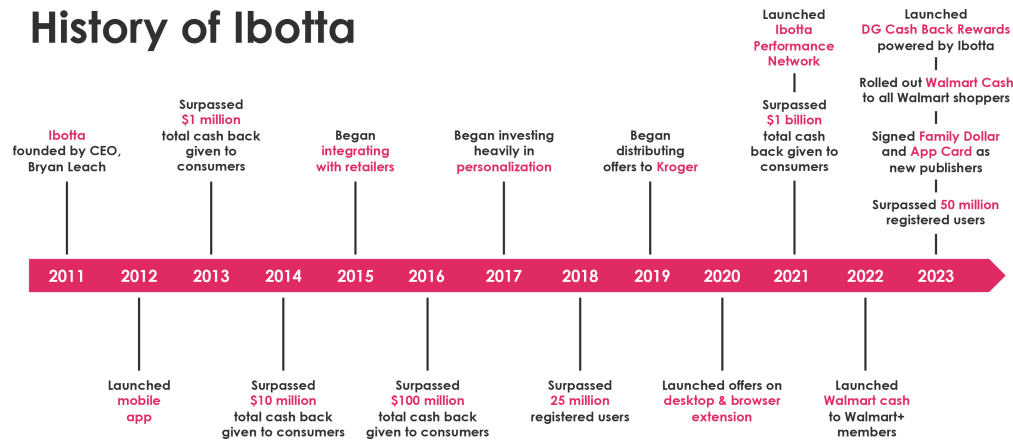 History of Ibotta
Ibotta
founded by CEO,
Bryan Leach
Surpassed
$1 million
total cash back
given to
consumers
Began
integrating
with retailers
Began investing
heavily in
personalization
Began
distributing
offers to Kroger
Launched
Ibotta
Performance
Network
Surpassed
$1 billion
total cash
back given to
consumers
Launched
DG Cash Back Rewards
powered by Ibotta
Rolled out Walmart Cash
to all Walmart shoppers
Signed Family Dollar
and App Card as
new publishers
Surpassed 50 million
registered users
2011 2012 2013 2014 2015 2016 2017 2018 2019 2020 2021 2022 2023
Launched
mobile
app
Surpassed
$10 million
total cash back
given to consumers
Surpassed
$100 million
total cash back
given to consumers
Surpassed
25 million
registered users
Launched offers on
desktop & browser
extension
Launched
Walmart cash
to Walmart+
members